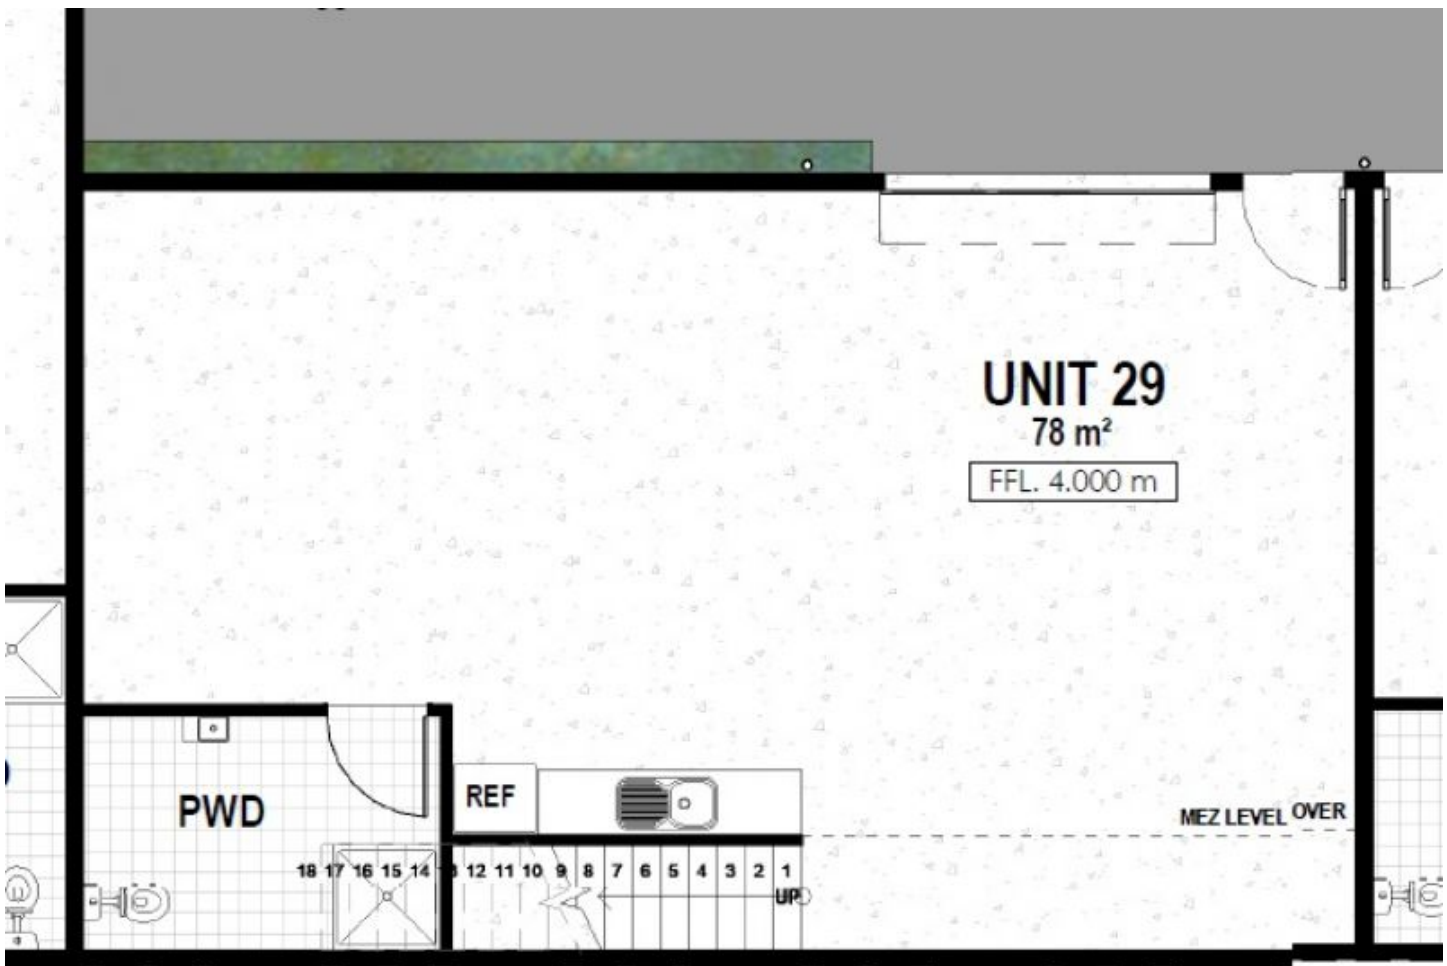 UNIT 29
78 m²
FFL. 4.000 m
REF
PWD
MEZ LEVEL OVER
18 17 16 15 14 13 12 11 10 9 8 7 6 5 4 3 2 1
UP